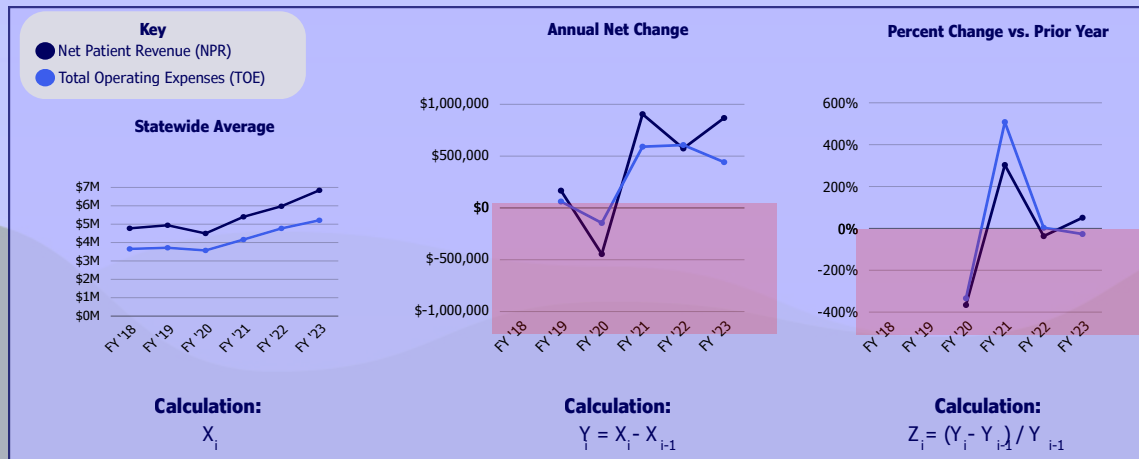 Key
Net Patient Revenue (NPR)
Total Operating Expenses (TOE)
Statewide Average
$7M
$6M
$5M
$4M
$3M
$2M
$1M
$0M
FY '18
FY '19
FY '20
FY '21
FY '22
FY '23
Calculation:
Xi
Annual Net Change
$1,000,000
$500,000
$0
$-500,000
$-1,000,000
FY '18
FY '19
FY '20
FY '21
FY '22
FY '23
Calculation:
Yi = Xi - Xi-1
Percent Change vs. Prior Year
600%
400%
200%
0%
-200%
-400%
FY '18
FY '19
FY '20
FY '21
FY '22
FY '23
Calculation:
Zi = (Yi - Yi-1) / Yi-1